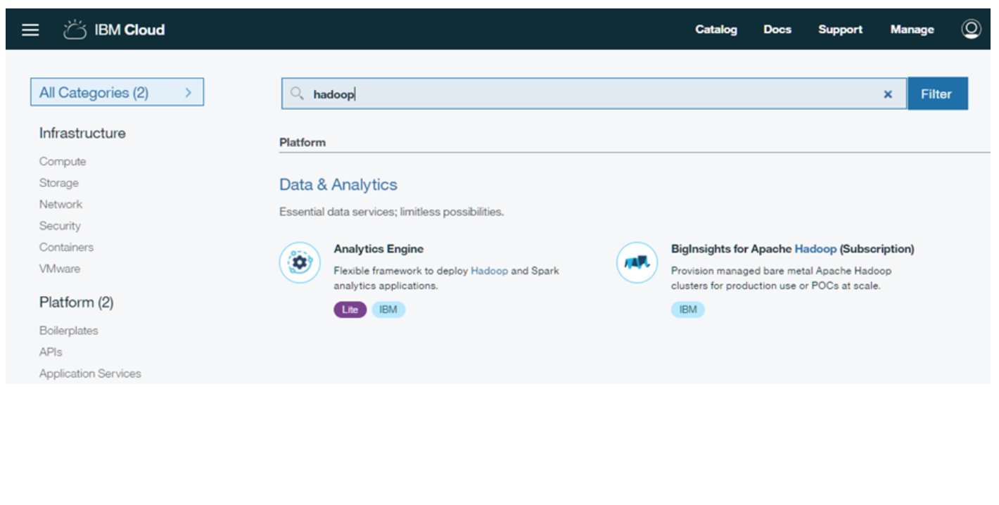 IBM Cloud
Catalog Docs Support Manage
All Categories (2)
hadoop
Filter
Infrastructure
Compute
Storage
Network
Security
Containers
VMware
Platform (2)
Boilerplates
APIs
Application Services
Platform
Data & Analytics
Essential data services; limitless possibilities.
Analytics Engine
Flexible framework to deploy Hadoop and Spark
analytics applications.
Lite IBM
BigInsights for Apache Hadoop (Subscription)
Provision managed bare metal Apache Hadoop
clusters for production use or POCs at scale.
IBM